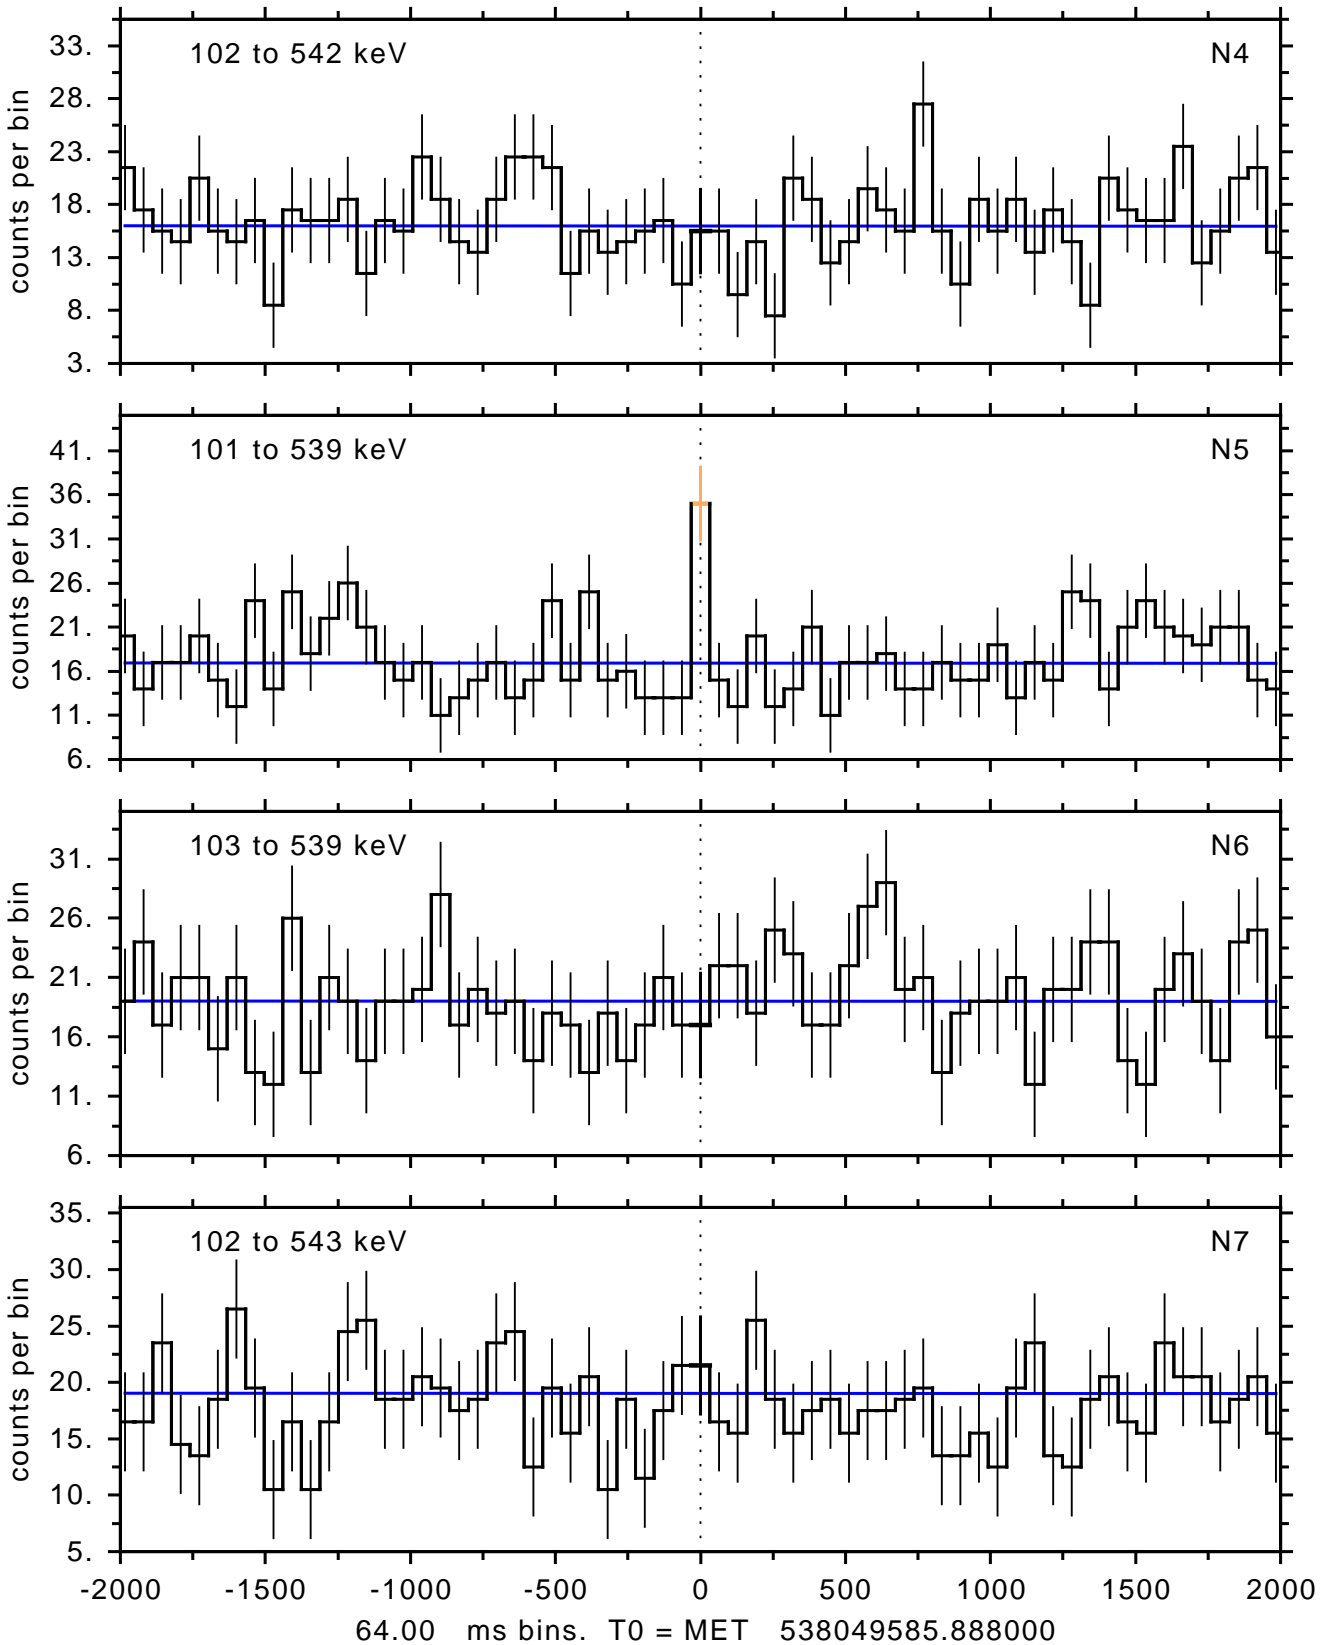 102 to 542 keV N4
33.
28.
23.
18.
13.
8.
3.
counts per bin
101 to 539 keV N5
41.
36.
31.
26.
21.
16.
11.
6.
counts per bin
103 to 539 keV N6
31.
26.
21.
16.
11.
6.
counts per bin
102 to 543 keV N7
35.
30.
25.
20.
15.
10.
5.
counts per bin
-2000 -1500 -1000 -500 0 500 1000 1500 2000
64.00 ms bins. T0 = MET 538049585.888000